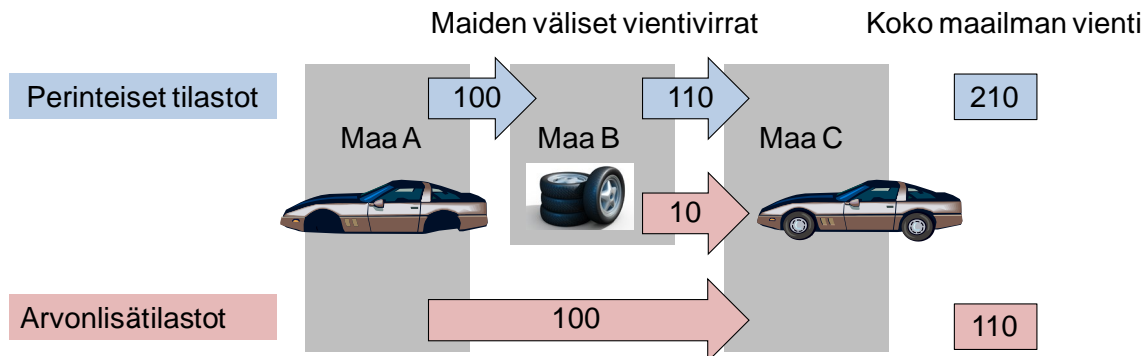 Maiden väliset vientivirrat
Koko maailman vienti
Perinteiset tilastot
100
110
210
Maa A
Maa B
Maa C
10
Arvonlisätilastot
100
110